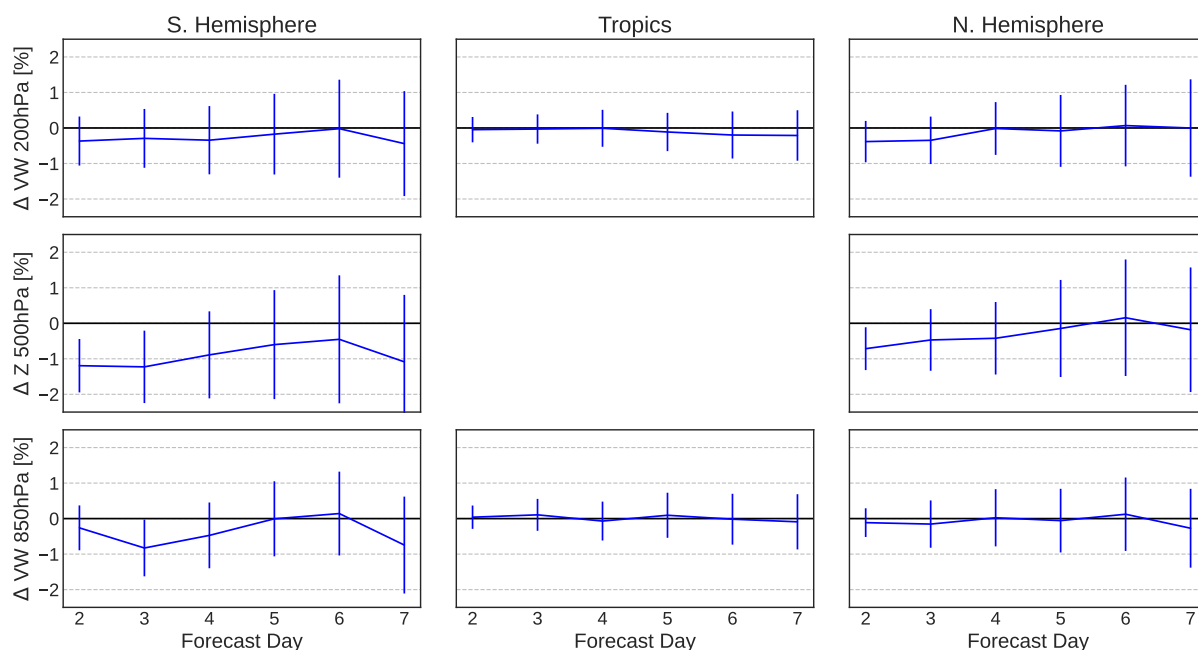 S. Hemisphere Tropics N. Hemisphere
Δ VW 200hPa [%]
2
1
0
−1
−2
Δ Z 500hPa [%]
2
1
0
−1
−2
Δ VW 850hPa [%]
2
1
0
−1
−2
2 3 4 5 6 7 2 3 4 5 6 7 2 3 4 5 6 7
Forecast Day Forecast Day Forecast Day